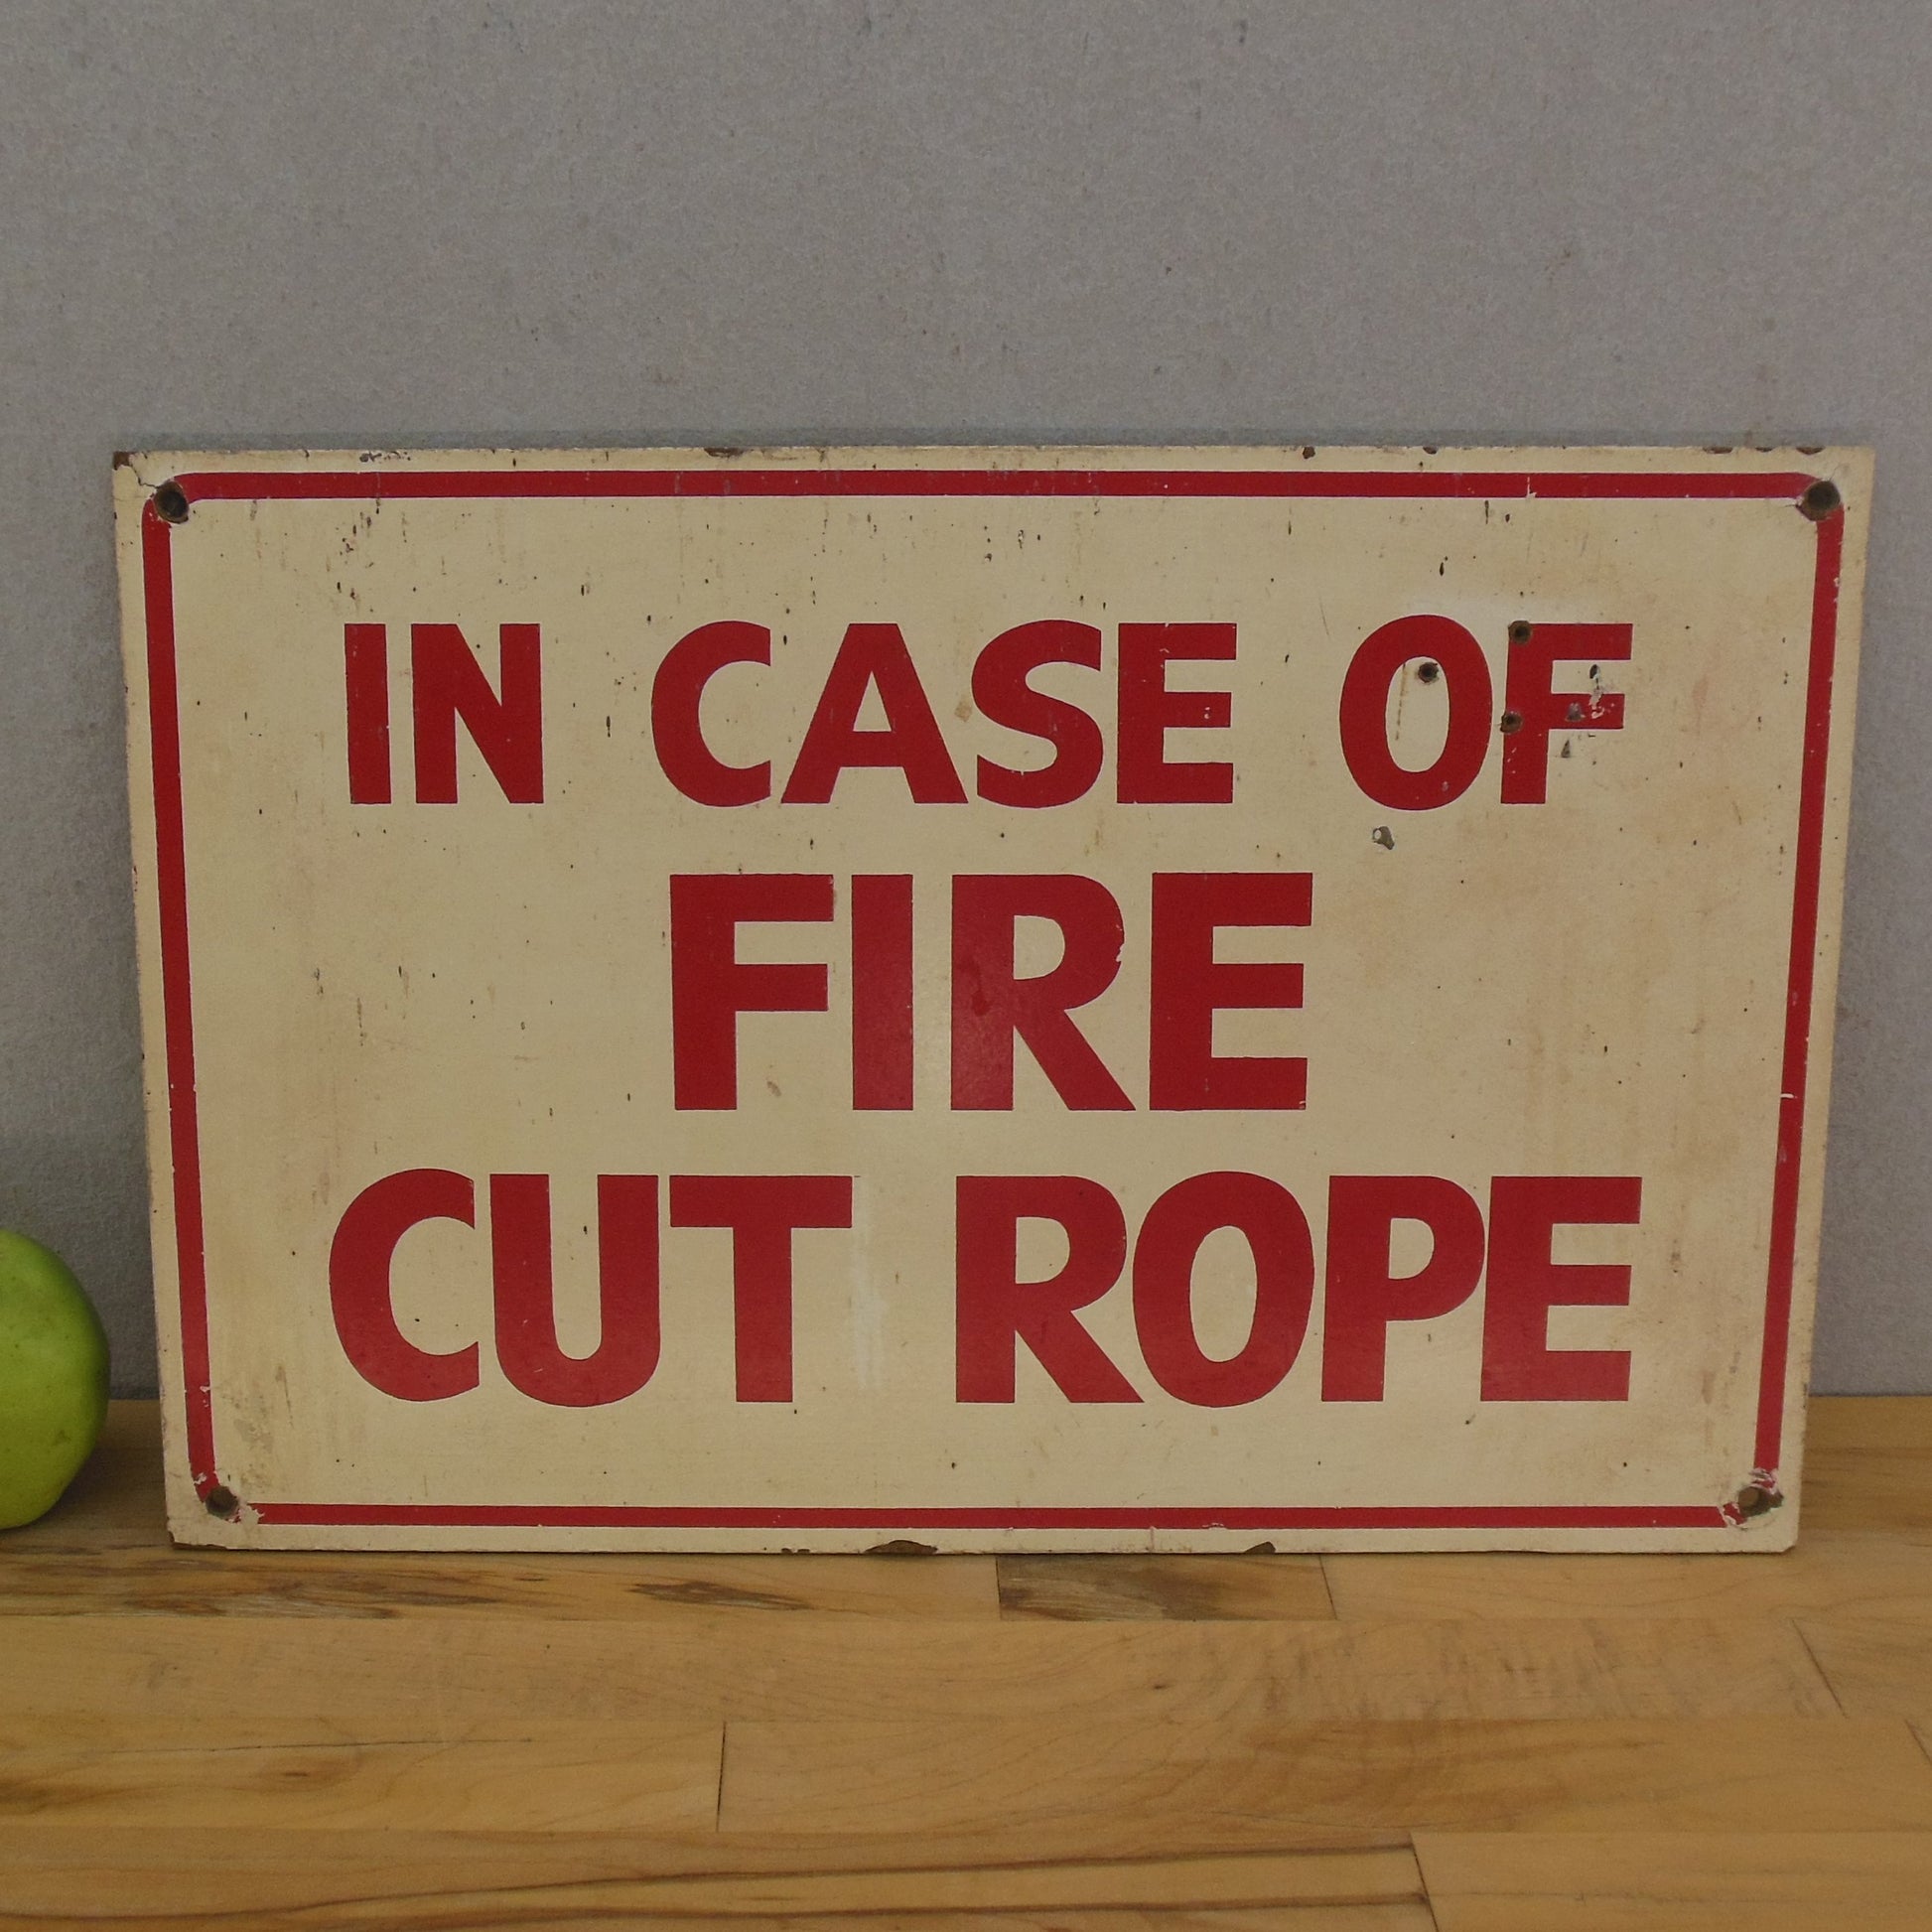 IN CASE OF
FIRE
CUT ROPE